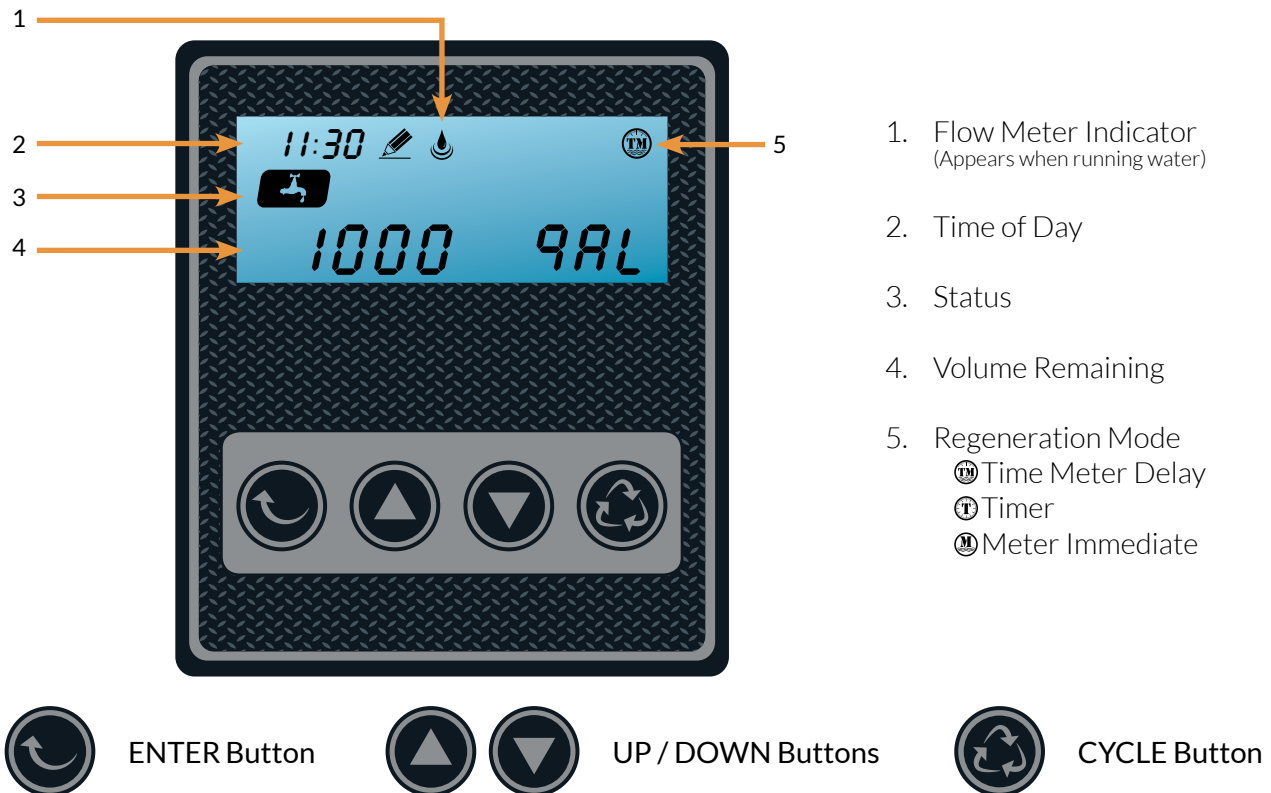 1
2
3
4
5
11:30
TM
1000 gAL
1. Flow Meter Indicator
(Appears when running water)
2. Time of Day
3. Status
4. Volume Remaining
5. Regeneration Mode
TM Time Meter Delay
T Timer
M Meter Immediate
ENTER Button
UP / DOWN Buttons
CYCLE Button